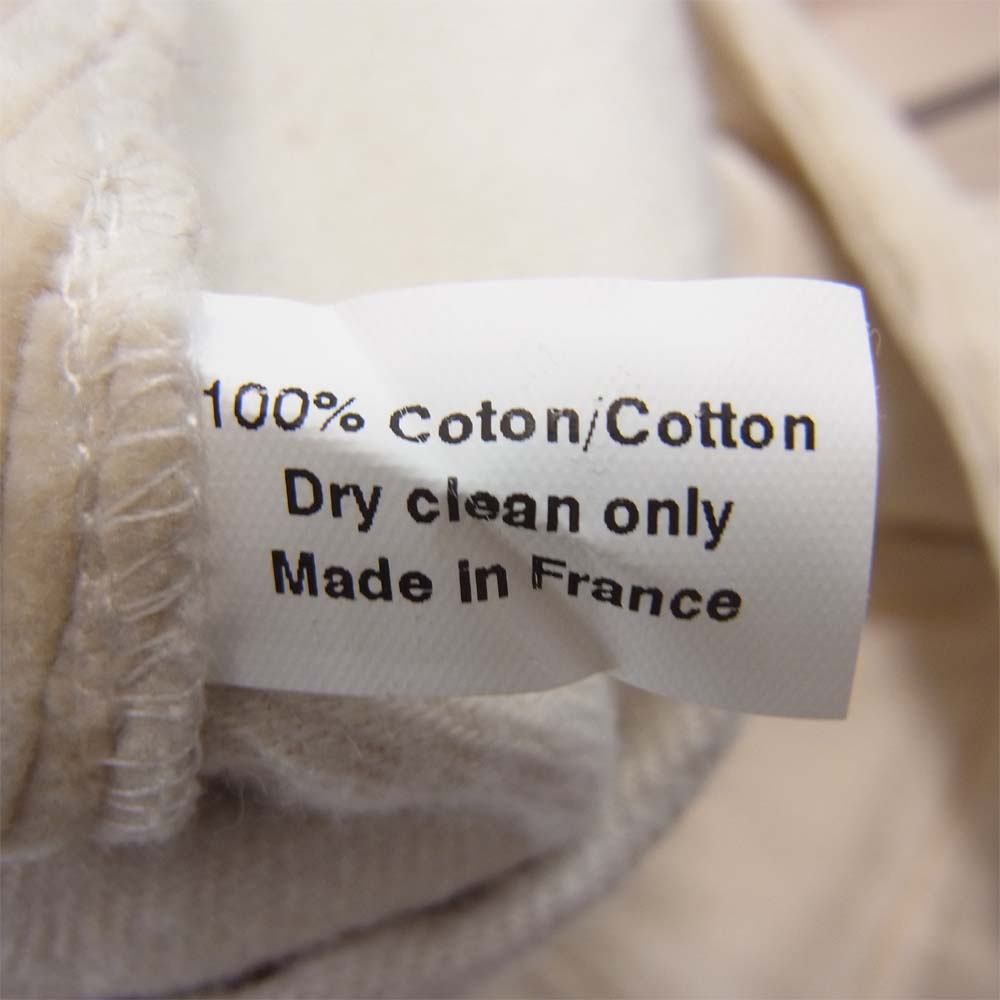 100% Coton/Cotton
Dry clean only
Made in France